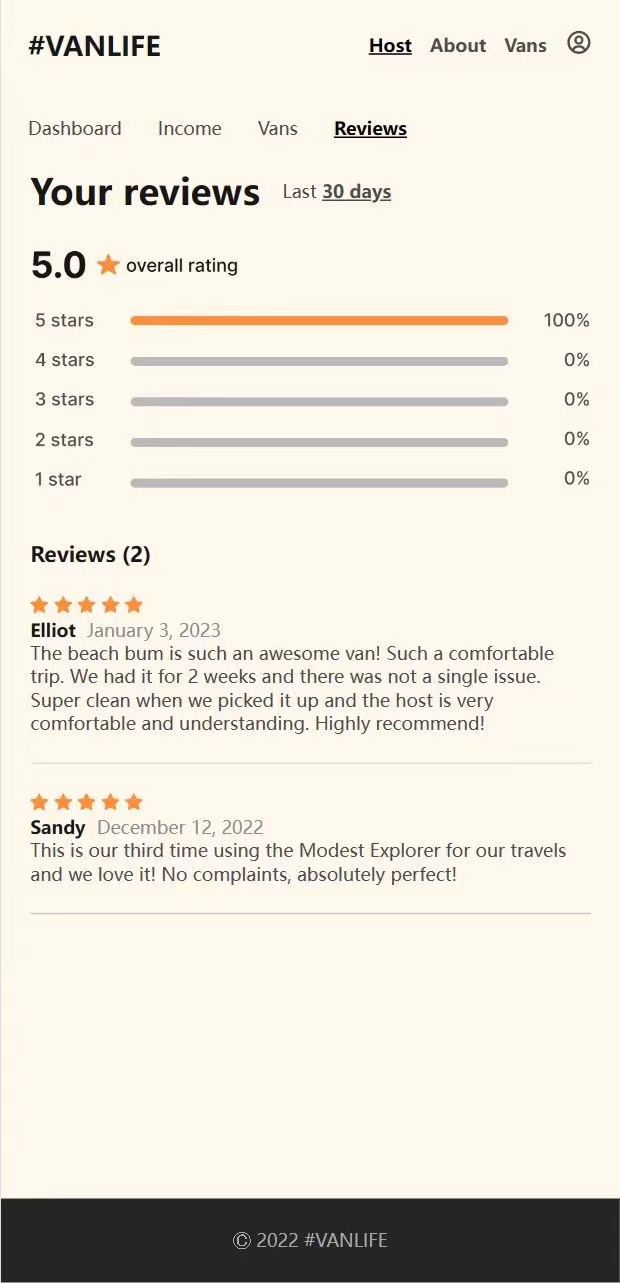 #VANLIFE Host About Vans
Dashboard Income Vans Reviews
Your reviews Last 30 days
5.0 overall rating
5 stars 100%
4 stars 0%
3 stars 0%
2 stars 0%
1 star 0%
Reviews (2)
Elliot January 3, 2023
The beach bum is such an awesome van! Such a comfortable
trip. We had it for 2 weeks and there was not a single issue.
Super clean when we picked it up and the host is very
comfortable and understanding. Highly recommend!
Sandy December 12, 2022
This is our third time using the Modest Explorer for our travels
and we love it! No complaints, absolutely perfect!
© 2022 #VANLIFE